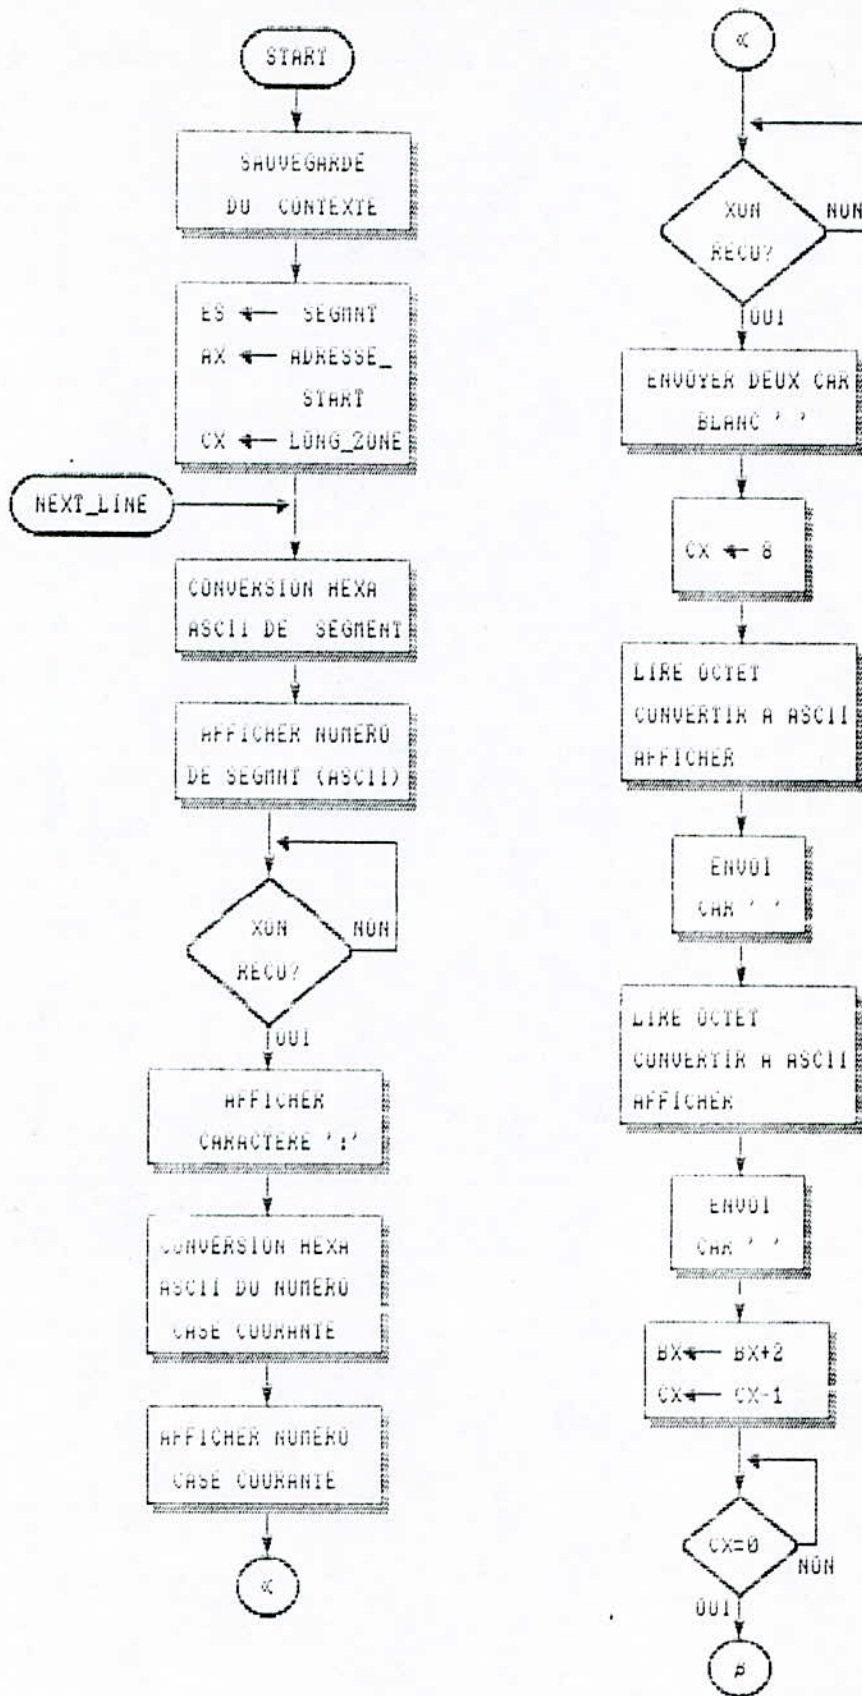 START
SAUVEGARDE
DU CONTEXTE
ES ← SEGMNT
AX ← ADRESSE_
START
CX ← LONG_ZONE
NEXT_LINE
CONVERSION HEXA
ASCII DE SEGMENT
AFFICHER NUMERO
DE SEGMNT (ASCII)
XON
RECU?
NON
OUI
AFFICHER
CARACTERE ':'
CONVERSION HEXA
ASCII DU NUMERO
CASE COURANTE
AFFICHER NUMERO
CASE COURANTE
α
α
XON
RECU?
NON
OUI
ENVOYER DEUX CAR
BLANC ' '
CX ← 8
LIRE OCTET
CONVERTIR A ASCII
AFFICHER
ENVOI
CAR ' '
LIRE OCTET
CONVERTIR A ASCII
AFFICHER
ENVOI
CAR ' '
BX ← BX+2
CX ← CX-1
CX=0
NON
OUI
β